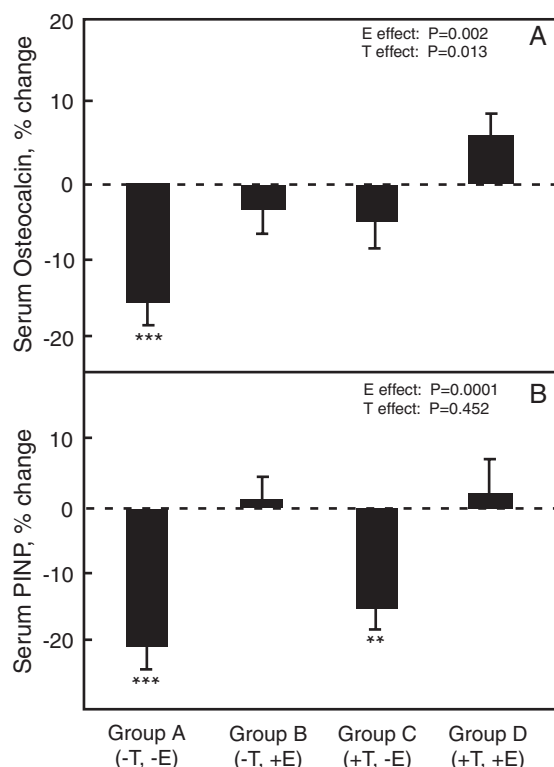 20
E effect: P=0.002
A
T effect: P=0.013
10
0
-10
-20
***
Serum Osteocalcin, % change
E effect: P=0.0001
B
T effect: P=0.452
10
0
-10
-20
***
**
Serum PINP, % change
Group A
(-T, -E)
Group B
(-T, +E)
Group C
(+T, -E)
Group D
(+T, +E)